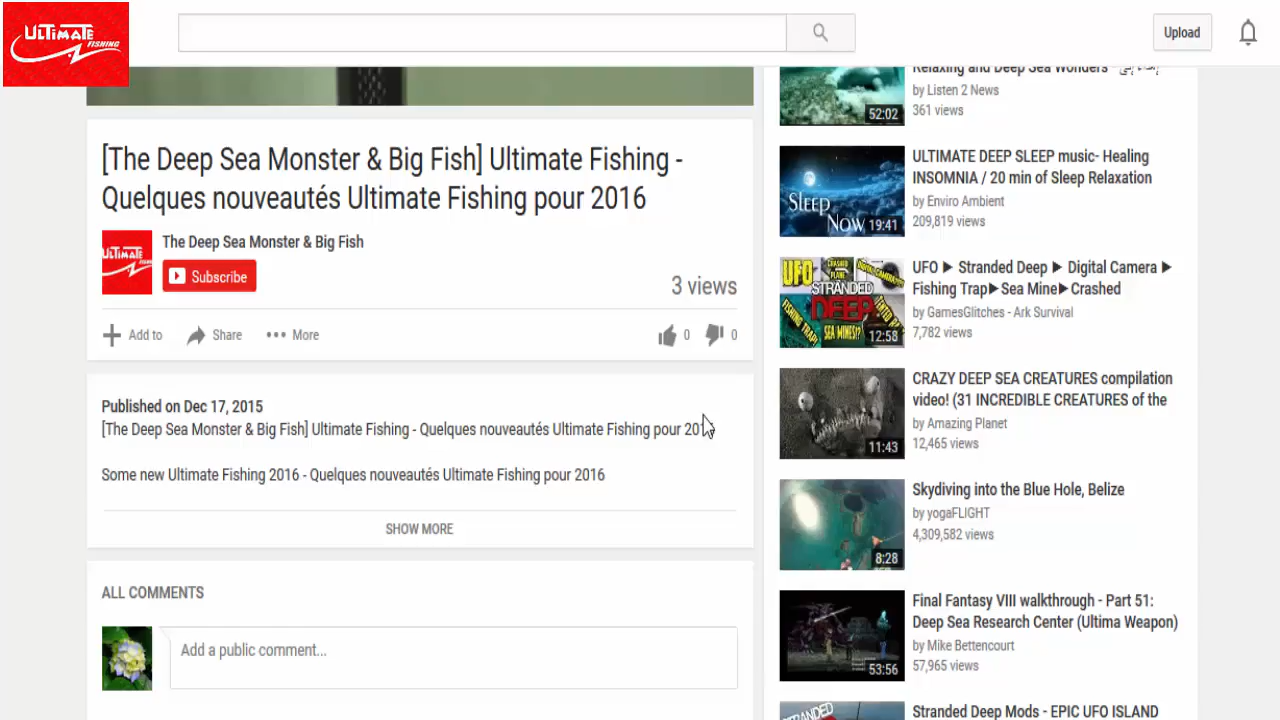 ULTIMATE
FISHING
Upload
[The Deep Sea Monster & Big Fish] Ultimate Fishing -
Quelques nouveautés Ultimate Fishing pour 2016
ULTIMATE
FISHING
The Deep Sea Monster & Big Fish
Subscribe
3 views
Add to
Share
More
0
0
Published on Dec 17, 2015
[The Deep Sea Monster & Big Fish] Ultimate Fishing - Quelques nouveautés Ultimate Fishing pour
Some new Ultimate Fishing 2016 - Quelques nouveautés Ultimate Fishing pour 2016
SHOW MORE
ALL COMMENTS
Add a public comment...
Relaxing and Deep Sea Wonders
by Listen 2 News
361 views
52:02
ULTIMATE DEEP SLEEP music- Healing
INSOMNIA / 20 min of Sleep Relaxation
by Enviro Ambient
209,819 views
SLEEP
NOW
19:41
UFO ▶ Stranded Deep ▶ Digital Camera ▶
Fishing Trap▶Sea Mine▶Crashed
by GamesGlitches - Ark Survival
7,782 views
UFO
CRASHED
PLANE
STRANDED
DEEP
FISHING TRAP!
SEA MINES!?
12:58
CRAZY DEEP SEA CREATURES compilation
video! (31 INCREDIBLE CREATURES of the
by Amazing Planet
12,465 views
11:43
Skydiving into the Blue Hole, Belize
by yogaFLIGHT
4,309,582 views
8:28
Final Fantasy VIII walkthrough - Part 51:
Deep Sea Research Center (Ultima Weapon)
by Mike Bettencourt
57,965 views
53:56
Stranded Deep Mods - EPIC UFO ISLAND
STRANDED